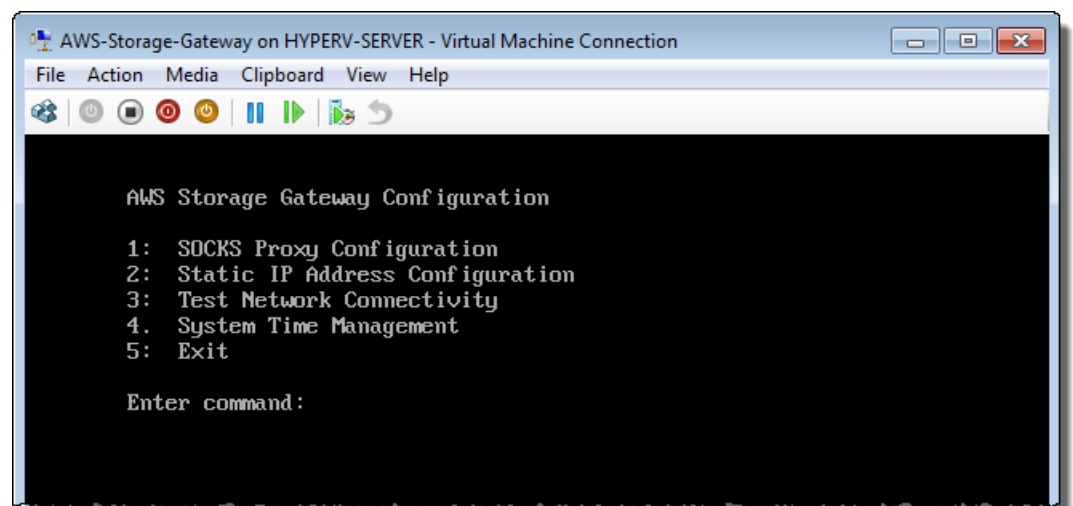 AWS-Storage-Gateway on HYPERV-SERVER - Virtual Machine Connection
File Action Media Clipboard View Help
AWS Storage Gateway Configuration
1: SOCKS Proxy Configuration
2: Static IP Address Configuration
3: Test Network Connectivity
4. System Time Management
5: Exit
Enter command: